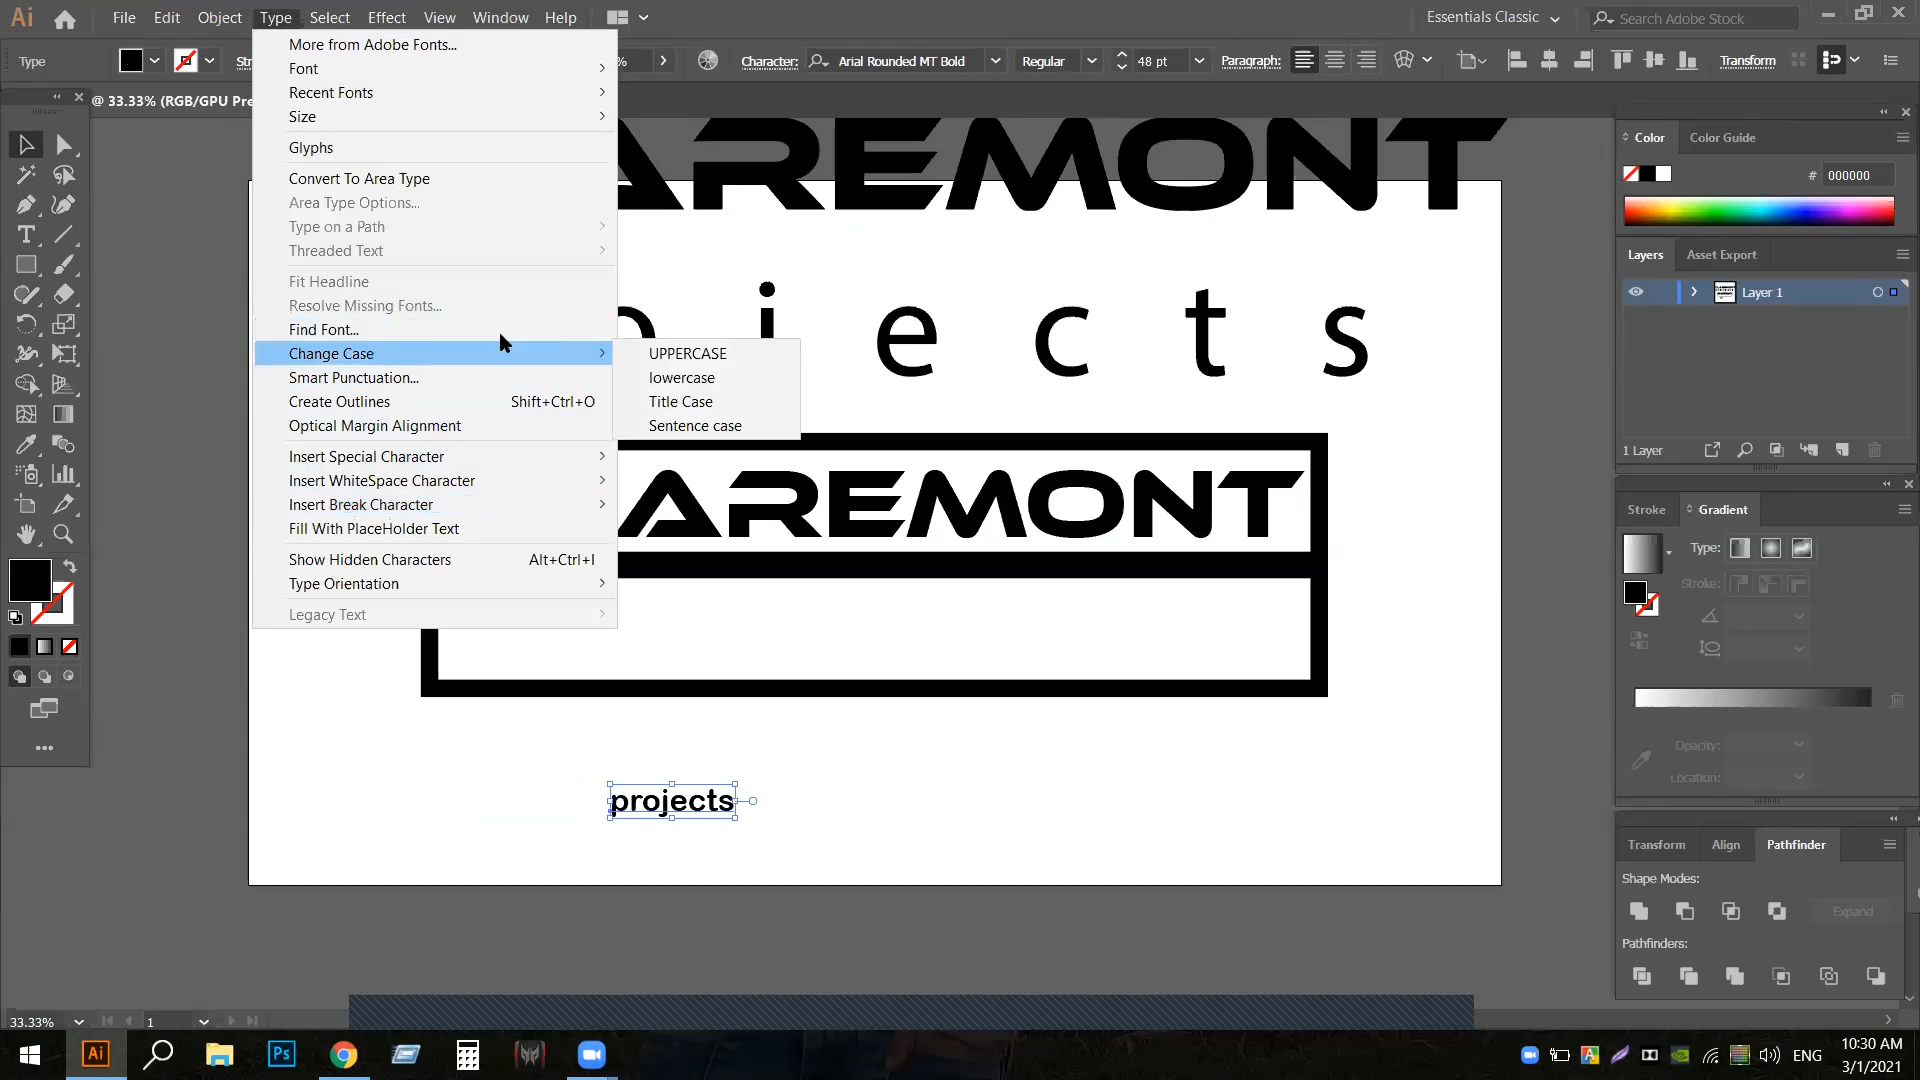 Ai File Edit Object Type Select Effect View Window Help Essentials Classic Search Adobe Stock
Type % Character: Arial Rounded MT Bold Regular 48 pt Paragraph: Transform
@ 33.33% (RGB/GPU Pre
More from Adobe Fonts...
Font
Recent Fonts
Size
Glyphs
Convert To Area Type
Area Type Options...
Type on a Path
Threaded Text
Fit Headline
Resolve Missing Fonts...
Find Font...
Change Case
Smart Punctuation...
Create Outlines Shift+Ctrl+O
Optical Margin Alignment
Insert Special Character
Insert WhiteSpace Character
Insert Break Character
Fill With PlaceHolder Text
Show Hidden Characters Alt+Ctrl+I
Type Orientation
Legacy Text
UPPERCASE
lowercase
Title Case
Sentence case
AREMONT
ojects
AREMONT
projects
Color Color Guide
# 000000
Layers Asset Export
Layer 1
1 Layer
Stroke Gradient
Type:
Stroke:
Opacity:
Location:
Transform Align Pathfinder
Shape Modes:
Expand
Pathfinders:
33.33% 1
Ai Ps ENG 10:30 AM
3/1/2021